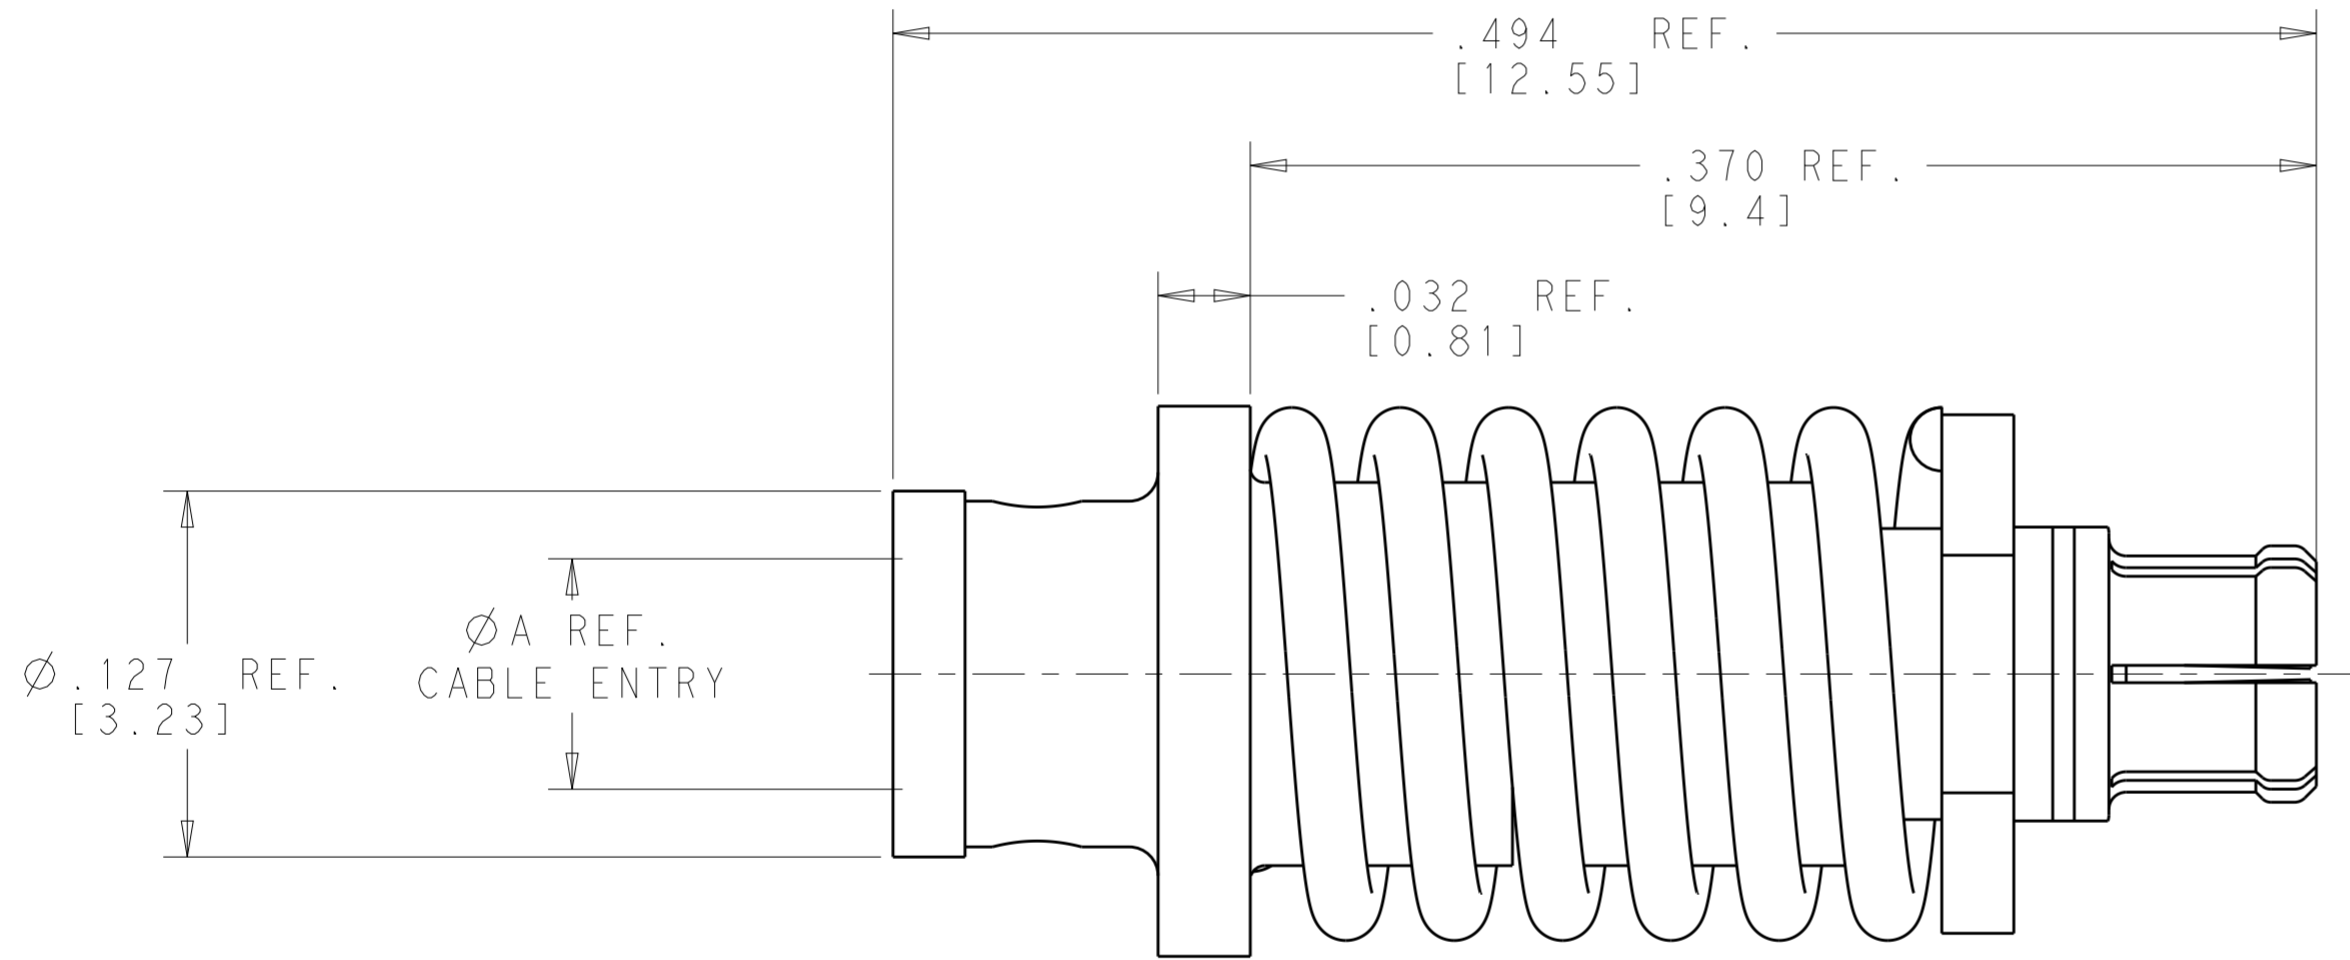 .494 REF.
[12.55]
.370 REF.
[9.4]
.032 REF.
[0.81]
ØA REF.
CABLE ENTRY
Ø.127 REF.
[3.23]